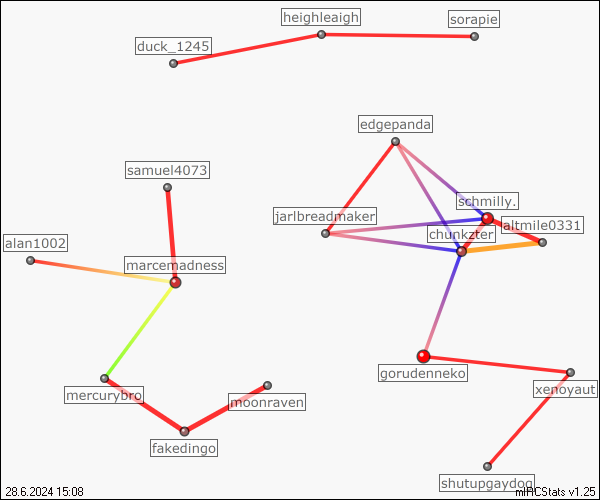 heighleaigh
sorapie
duck_1245
edgepanda
samuel4073
schmilly.
jarlbreadmaker
altmile0331
chunkzter
alan1002
marcemadness
gorudenneko
mercurybro
moonraven
xenoyaut
fakedingo
shutupgaydog
28.6.2024 15:08
mIRCStats v1.25